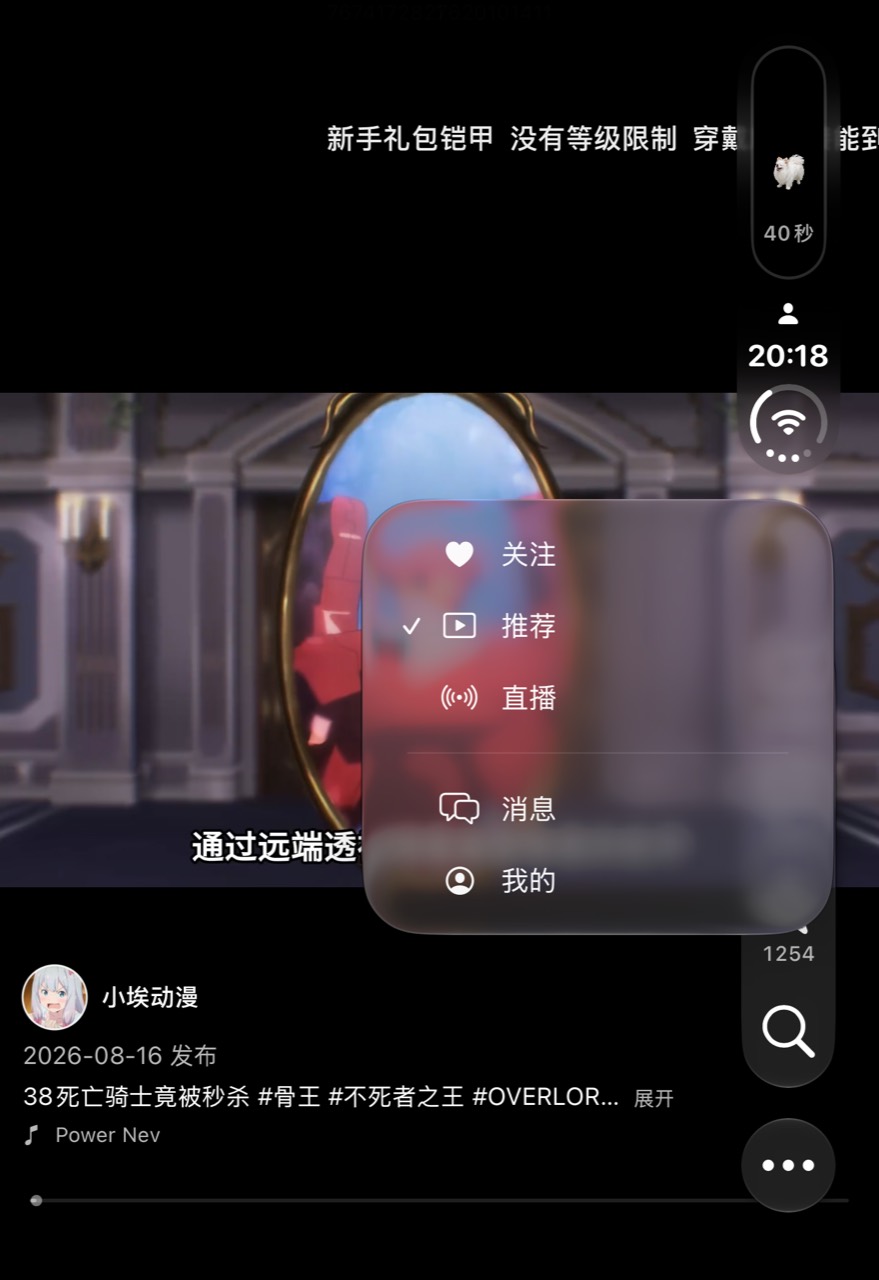 新手礼包铠甲 没有等级限制 穿戴
能到
40秒
20:18
关注
推荐
直播
消息
我的
通过远端透
1254
小埃动漫
2026-08-16 发布
38死亡骑士竟被秒杀 #骨王 #不死者之王 #OVERLOR... 展开
Power Nev